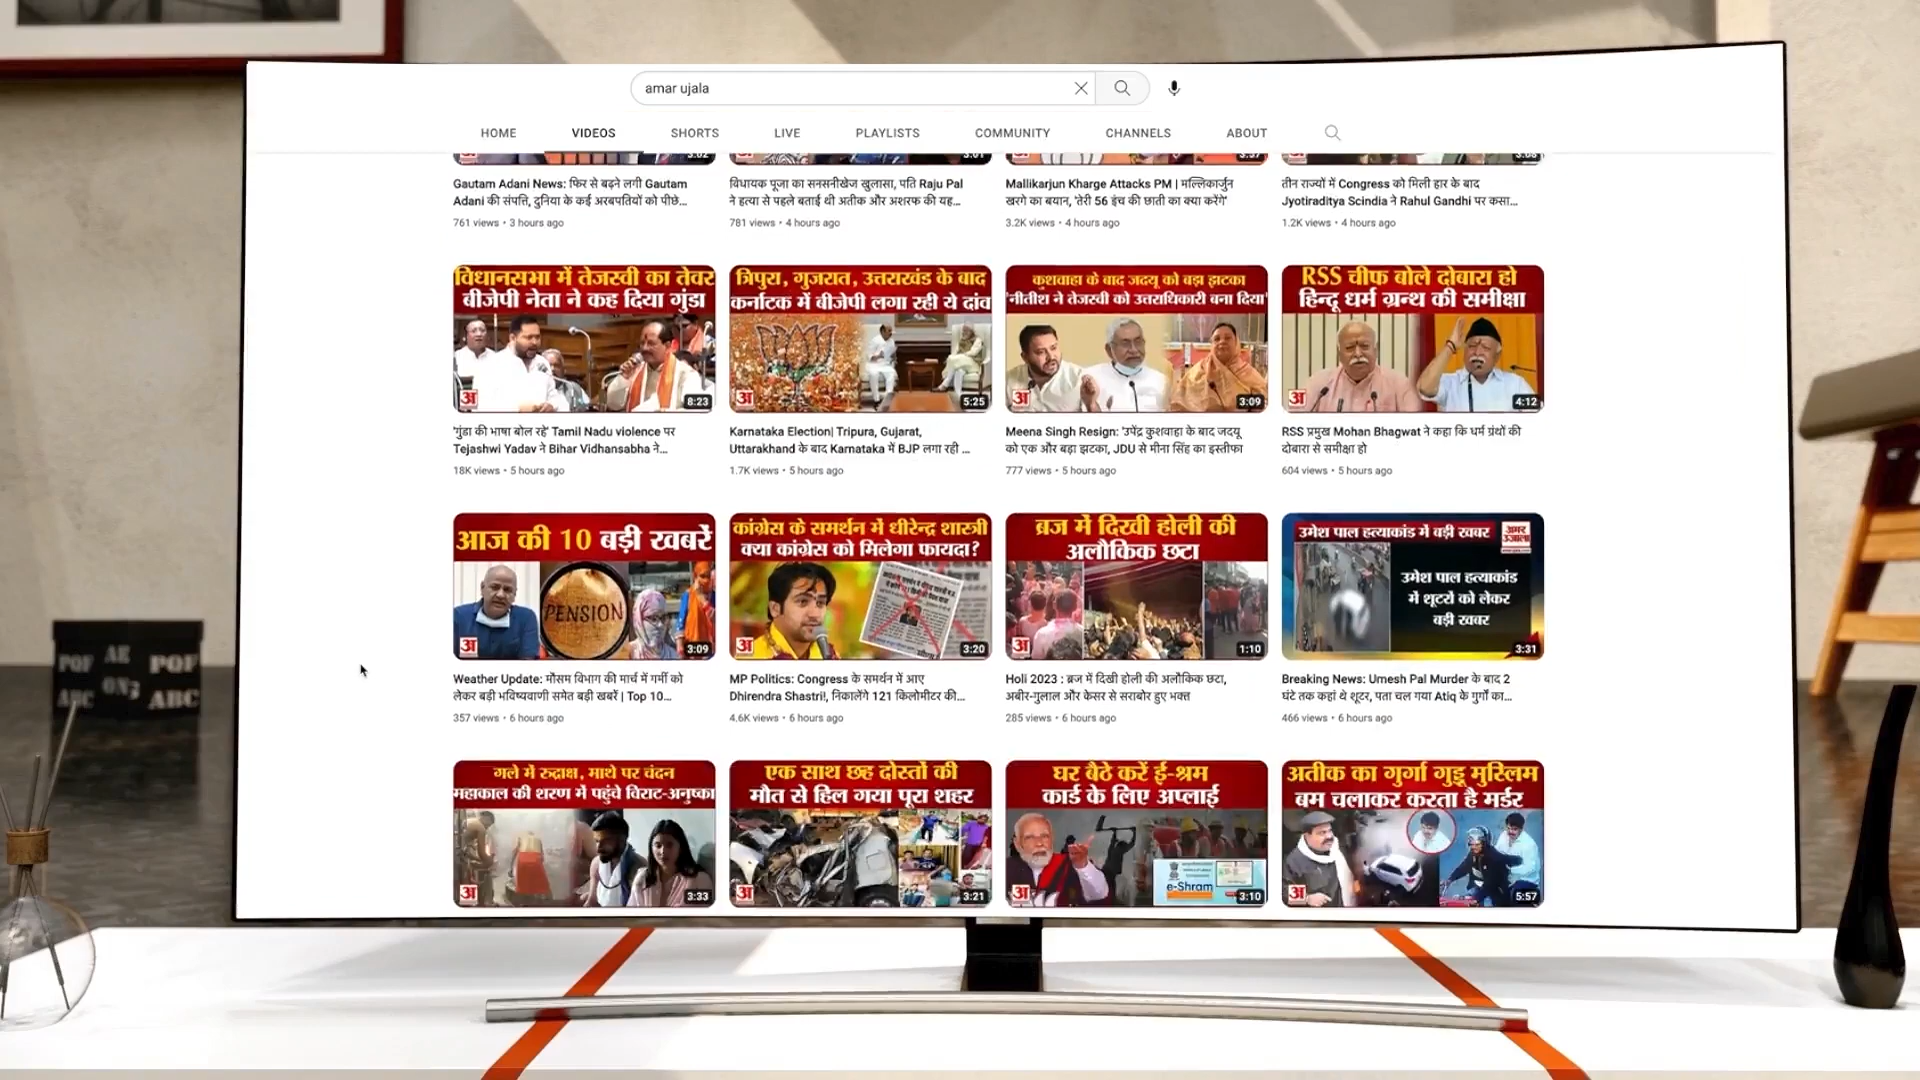 amar ujala
HOME VIDEOS SHORTS LIVE PLAYLISTS COMMUNITY CHANNELS ABOUT
3:02 3:01 3:37 3:08
Gautam Adani News: फिर से बढ़ने लगी Gautam
Adani की संपत्ति, दुनिया के कई अरबपतियों को पीछे...
761 views • 3 hours ago
विधायक पूजा का सनसनीखेज खुलासा, पति Raju Pal
ने हत्या से पहले बताई थी अतीक और अशरफ की यह...
781 views • 4 hours ago
Mallikarjun Kharge Attacks PM | मल्लिकार्जुन
खरगे का बयान, 'तेरी 56 इंच की छाती का क्या करेंगे'
3.2K views • 4 hours ago
तीन राज्यों में Congress को मिली हार के बाद
Jyotiraditya Scindia ने Rahul Gandhi पर कसा...
1.2K views • 4 hours ago
विधानसभा में तेजस्वी का तेवर
बीजेपी नेता ने कह दिया गुंडा
अ
8:23
'गुंडा की भाषा बोल रहे' Tamil Nadu violence पर
Tejashwi Yadav ने Bihar Vidhansabha ने...
18K views • 5 hours ago
त्रिपुरा, गुजरात, उत्तराखंड के बाद
कर्नाटक में बीजेपी लगा रही ये दांव
अ
5:25
Karnataka Election| Tripura, Gujarat,
Uttarakhand के बाद Karnataka में BJP लगा रही ...
1.7K views • 5 hours ago
कुशवाहा के बाद जदयू को बड़ा झटका
'नीतीश ने तेजस्वी को उत्तराधिकारी बना दिया'
अ
3:09
Meena Singh Resign: 'उपेंद्र कुशवाहा के बाद जदयू
को एक और बड़ा झटका, JDU से मीना सिंह का इस्तीफा
777 views • 5 hours ago
RSS चीफ बोले दोबारा हो
हिन्दू धर्म ग्रन्थ की समीक्षा
अ
4:12
RSS प्रमुख Mohan Bhagwat ने कहा कि धर्म ग्रंथों की
दोबारा से समीक्षा हो
604 views • 5 hours ago
आज की 10 बड़ी खबरें
PENSION
अ
3:09
Weather Update: मौसम विभाग की मार्च में गर्मी को
लेकर बड़ी भविष्यवाणी समेत बड़ी खबरें | Top 10...
357 views • 6 hours ago
कांग्रेस के समर्थन में धीरेन्द्र शास्त्री
क्या कांग्रेस को मिलेगा फायदा?
अ
3:20
MP Politics: Congress के समर्थन में आए
Dhirendra Shastri!, निकालेंगे 121 किलोमीटर की...
4.6K views • 6 hours ago
ब्रज में दिखी होली की
अलौकिक छटा
अ
1:10
Holi 2023 : ब्रज में दिखी होली की अलौकिक छटा,
अबीर-गुलाल और केसर से सराबोर हुए भक्त
285 views • 6 hours ago
उमेश पाल हत्याकांड में बड़ी खबर
अमर
उजाला
उमेश पाल हत्याकांड
में शूटरों को लेकर
बड़ी खबर
3:31
Breaking News: Umesh Pal Murder के बाद 2
घंटे तक कहां थे शूटर, पता चल गया Atiq के गुर्गों का...
466 views • 6 hours ago
गले में रुद्राक्ष, माथे पर चंदन
महाकाल की शरण में पहुंचे विराट-अनुष्का
अ
3:33
एक साथ छह दोस्तों की
मौत से हिल गया पूरा शहर
अ
3:21
घर बैठे करें ई-श्रम
कार्ड के लिए अप्लाई
e-Shram
अ
3:10
अतीक का गुर्गा गुड्डू मुस्लिम
बम चलाकर करता है मर्डर
अ
5:57